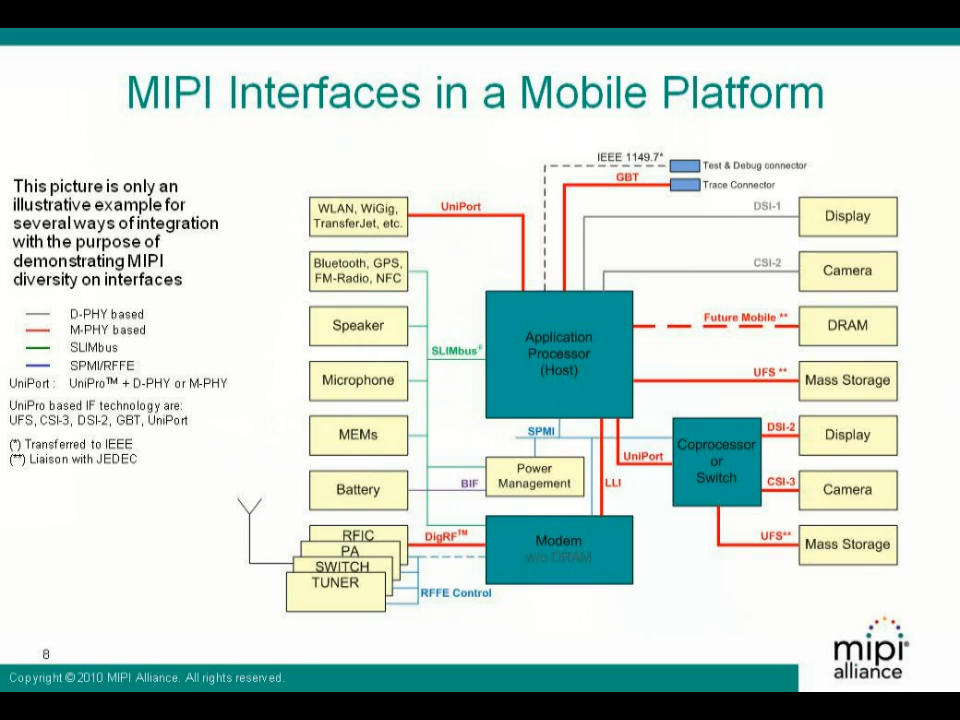 MIPI Interfaces in a Mobile Platform
This picture is only an
illustrative example for
several ways of integration
with the purpose of
demonstrating MIPI
diversity on interfaces
D-PHY based
M-PHY based
SLIMbus
SPMI/RFFE
UniPort : UniPro™ + D-PHY or M-PHY
UniPro based IF technology are:
UFS, CSI-3, DSI-2, GBT, UniPort
(*) Transferred to IEEE
(**) Liaison with JEDEC
IEEE 1149.7*
Test & Debug connector
GBT
Trace Connector
WLAN, WiGig,
TransferJet, etc.
UniPort
DSI-1
Display
Bluetooth, GPS,
FM-Radio, NFC
CSI-2
Camera
Speaker
SLIMbus®
Application
Processor
(Host)
Future Mobile **
DRAM
Microphone
UFS **
Mass Storage
MEMs
SPMI
UniPort
Coprocessor
or
Switch
DSI-2
Display
Battery
BIF
Power
Management
LLI
CSI-3
Camera
RFIC
PA
SWITCH
TUNER
DigRF™
RFFE Control
Modem
w/o DRAM
UFS**
Mass Storage
8
Copyright © 2010 MIPI Alliance. All rights reserved.
mipi®
alliance